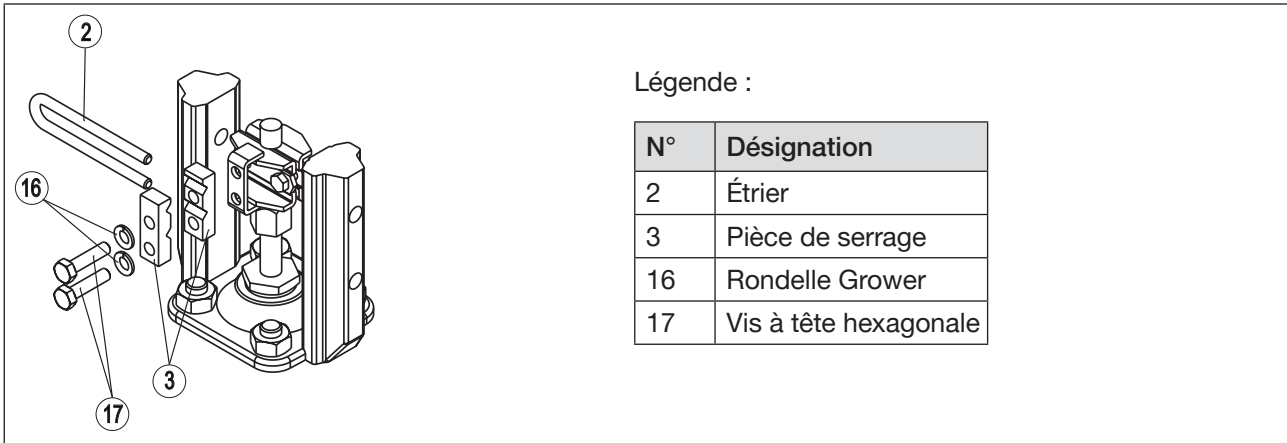 2
16
3
17
Légende :
N° Désignation
2 Étrier
3 Pièce de serrage
16 Rondelle Grower
17 Vis à tête hexagonale